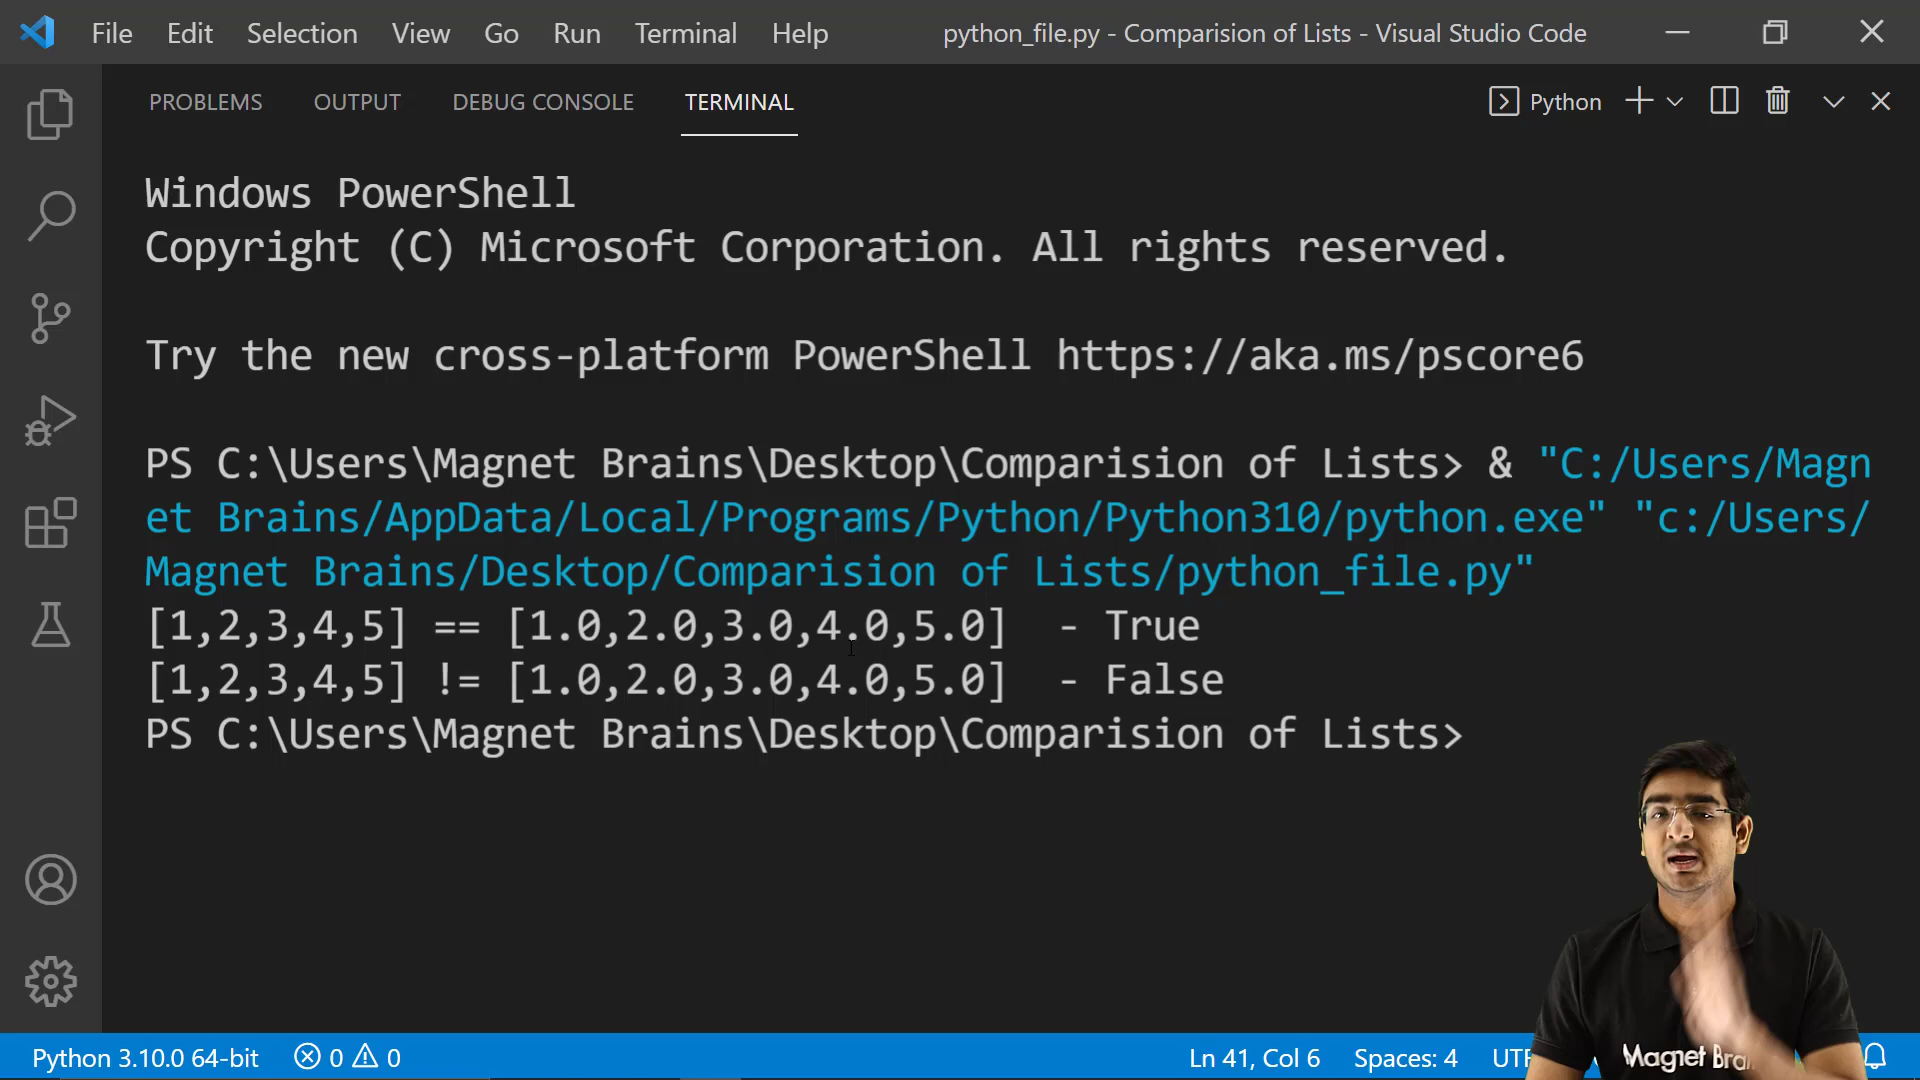 File Edit Selection View Go Run Terminal Help python_file.py - Comparision of Lists - Visual Studio Code
PROBLEMS OUTPUT DEBUG CONSOLE TERMINAL Python
Windows PowerShell
Copyright (C) Microsoft Corporation. All rights reserved.
Try the new cross-platform PowerShell https://aka.ms/pscore6
PS C:\Users\Magnet Brains\Desktop\Comparision of Lists> & "C:/Users/Magn
et Brains/AppData/Local/Programs/Python/Python310/python.exe" "c:/Users/
Magnet Brains/Desktop/Comparision of Lists/python_file.py"
[1,2,3,4,5] == [1.0,2.0,3.0,4.0,5.0]  - True
[1,2,3,4,5] != [1.0,2.0,3.0,4.0,5.0]  - False
PS C:\Users\Magnet Brains\Desktop\Comparision of Lists>
Python 3.10.0 64-bit 0 0 Ln 41, Col 6 Spaces: 4
Magnet